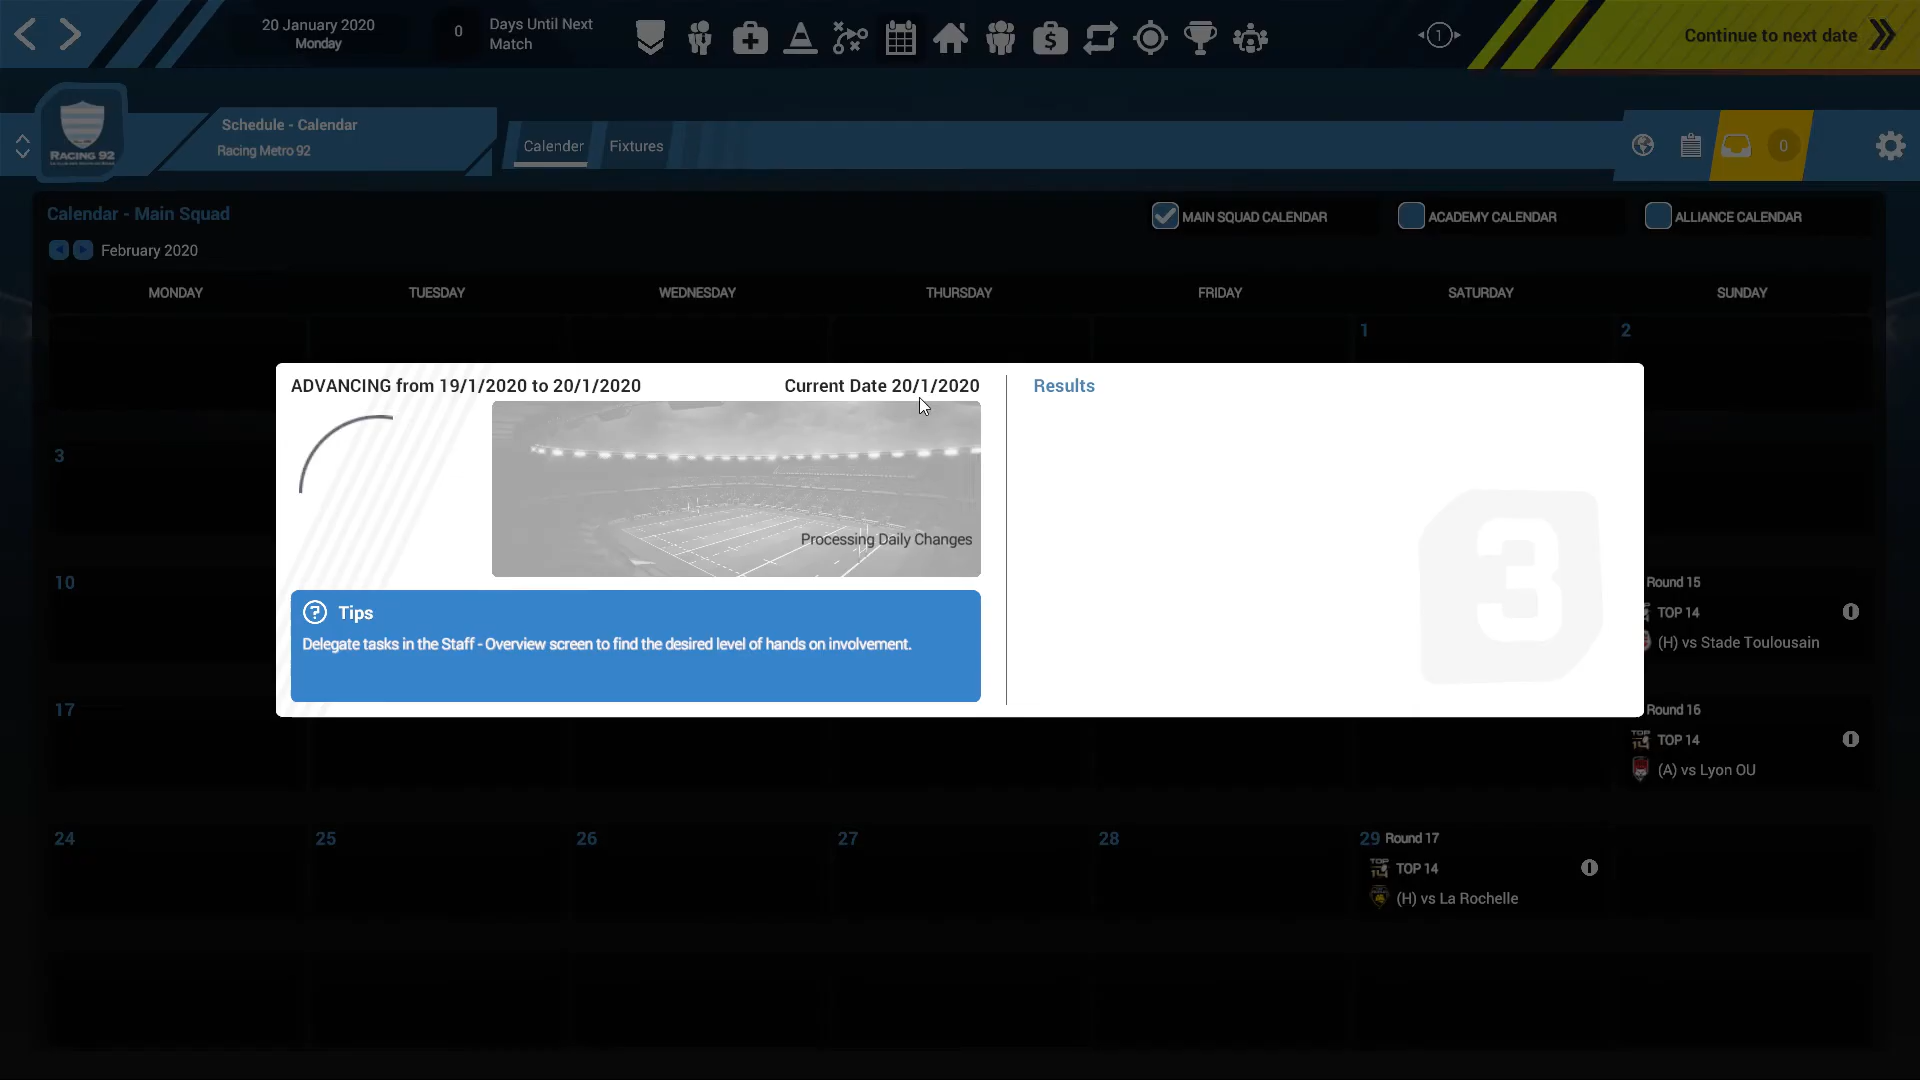 20 January 2020
Monday
0
Days Until Next
Match
1
Continue to next date
RACING 92
Schedule - Calendar
Racing Metro 92
Calender
Fixtures
0
Calendar - Main Squad
MAIN SQUAD CALENDAR
ACADEMY CALENDAR
ALLIANCE CALENDAR
February 2020
MONDAY TUESDAY WEDNESDAY THURSDAY FRIDAY SATURDAY SUNDAY
1 2
ADVANCING from 19/1/2020 to 20/1/2020
Current Date 20/1/2020
Results
3
Processing Daily Changes
3
10
Round 15
TOP 14
(H) vs Stade Toulousain
Tips
Delegate tasks in the Staff - Overview screen to find the desired level of hands on involvement.
17
Round 16
TOP 14
(A) vs Lyon OU
24 25 26 27 28 29 Round 17
TOP 14
(H) vs La Rochelle